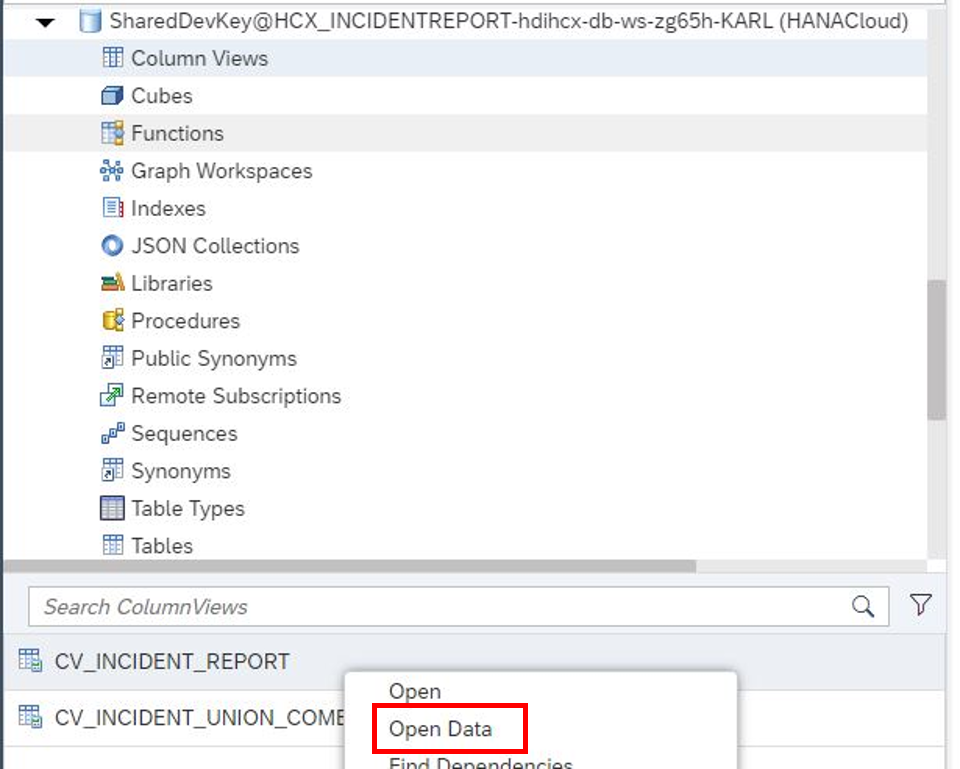 SharedDevKey@HCX_INCIDENTREPORT-hdihcx-db-ws-zg65h-KARL (HANACloud)
Column Views
Cubes
Functions
Graph Workspaces
Indexes
JSON Collections
Libraries
Procedures
Public Synonyms
Remote Subscriptions
Sequences
Synonyms
Table Types
Tables
Search ColumnViews
CV_INCIDENT_REPORT
Open
CV_INCIDENT_UNION_COMB
Open Data
Find Dependencies